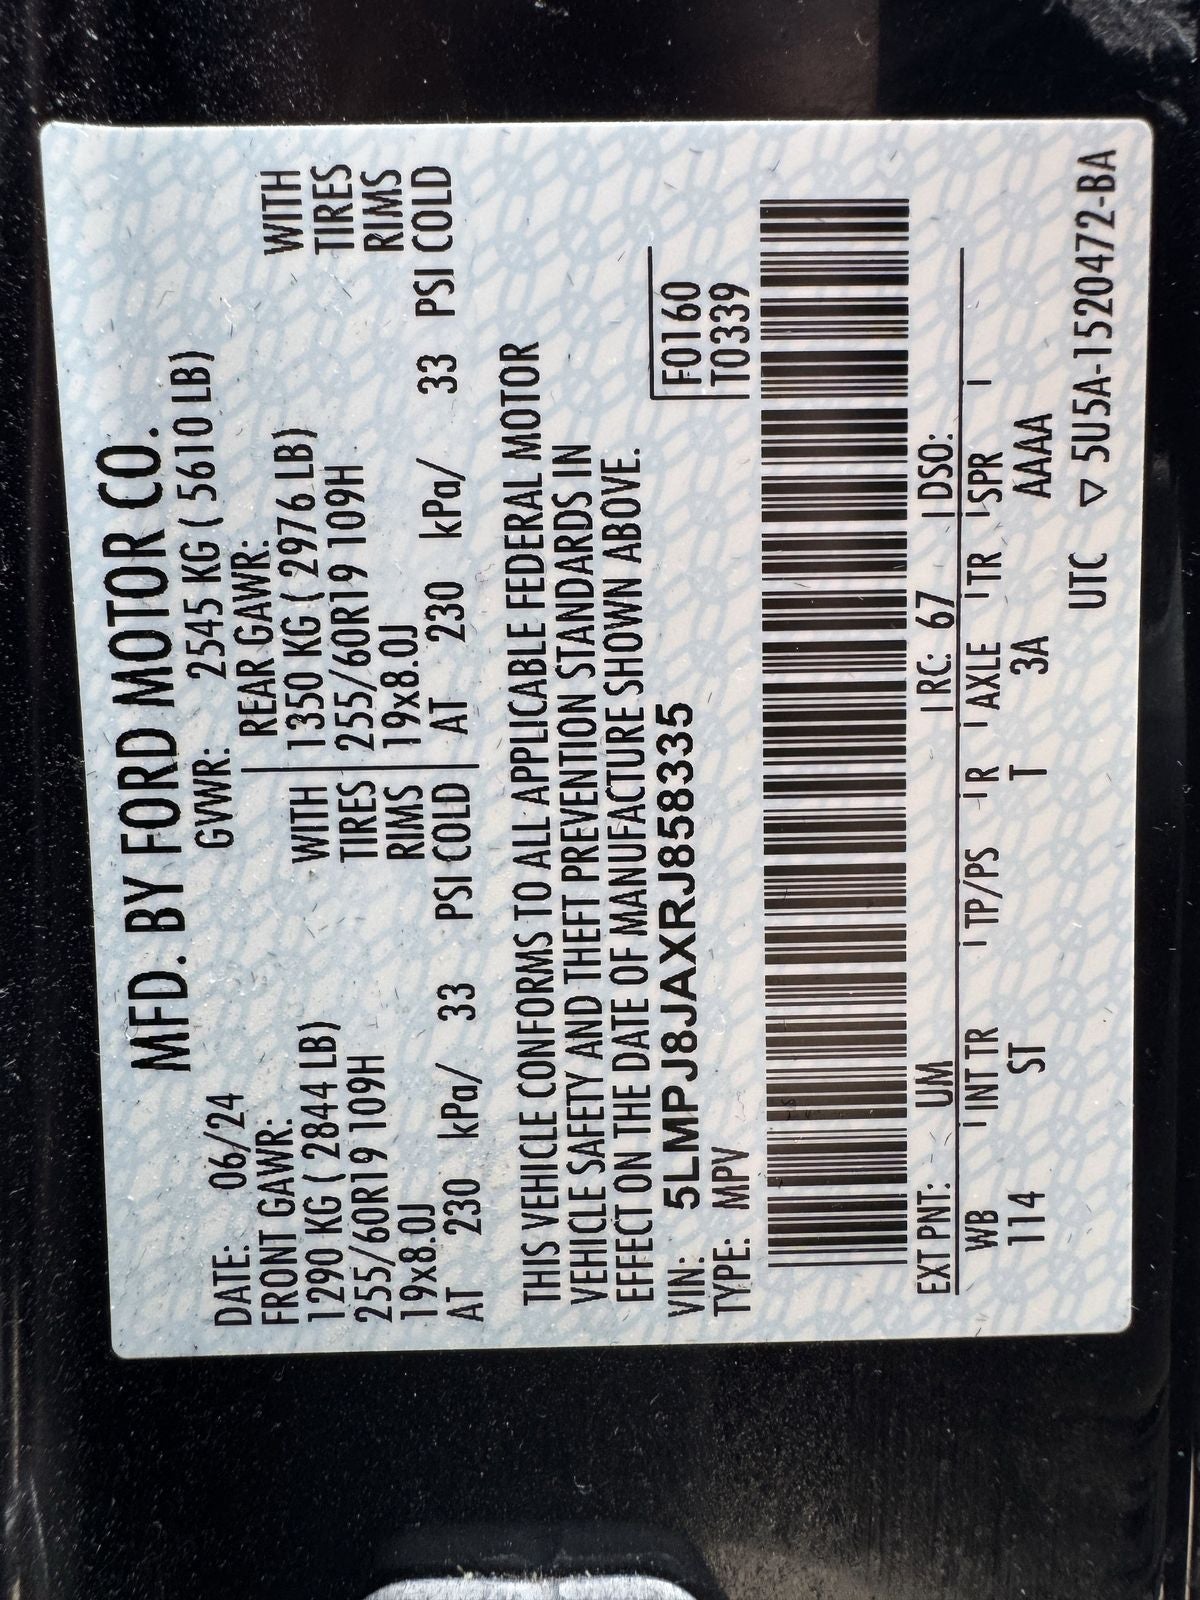 MFD. BY FORD MOTOR CO.
DATE: 06/24 GVWR: 2545 KG ( 5610 LB)
FRONT GAWR: REAR GAWR:
1290 KG ( 2844 LB) WITH 1350 KG ( 2976 LB) WITH
255/60R19 109H TIRES 255/60R19 109H TIRES
19x8.0J RIMS 19x8.0J RIMS
AT 230 kPa/ 33 PSI COLD AT 230 kPa/ 33 PSI COLD
THIS VEHICLE CONFORMS TO ALL APPLICABLE FEDERAL MOTOR
VEHICLE SAFETY AND THEFT PREVENTION STANDARDS IN
EFFECT ON THE DATE OF MANUFACTURE SHOWN ABOVE.
VIN: 5LMPJ8JAXRJ858335 F0160
TYPE: MPV T0339
EXT PNT: UM RC: 67 DSO:
WB INT TR TP/PS R AXLE TR SPR
114 ST T 3A AAAA
UTC ▽ 5U5A-1520472-BA